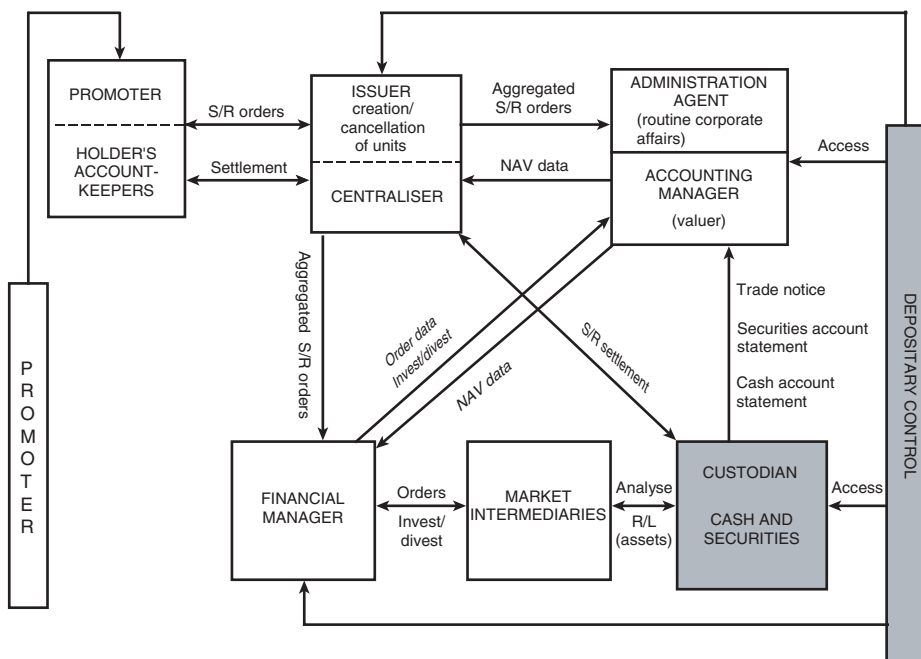 PROMOTER
HOLDER'S
ACCOUNT-
KEEPERS
S/R orders
Settlement
ISSUER
creation/
cancellation
of units
CENTRALISER
Aggregated
S/R orders
NAV data
ADMINISTRATION
AGENT
(routine corporate
affairs)
ACCOUNTING
MANAGER
(valuer)
Access
Aggregated S/R orders
Order data
Invest/divest
NAV data
S/R settlement
Trade notice
Securities account
statement
Cash account
statement
PROMOTER
DEPOSITARY CONTROL
FINANCIAL
MANAGER
Orders
Invest/
divest
MARKET
INTERMEDIARIES
Analyse
R/L
(assets)
CUSTODIAN
CASH AND
SECURITIES
Access